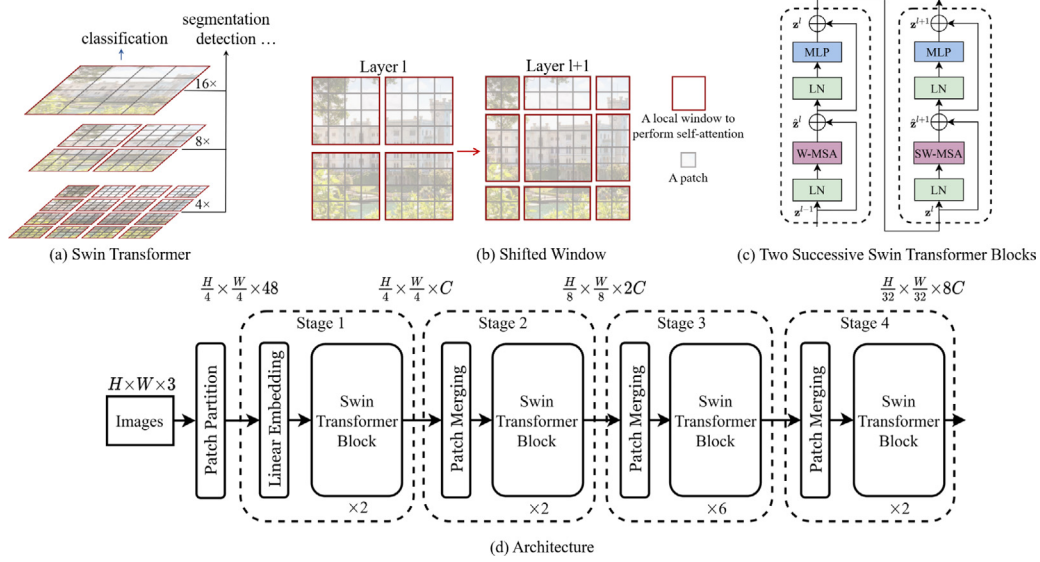 segmentation
detection ...
classification
16×
8×
4×
(a) Swin Transformer
Layer l
Layer l+1
A local window to
perform self-attention
A patch
(b) Shifted Window
z^l
MLP
LN
ẑ^l
W-MSA
LN
z^{l-1}
z^{l+1}
MLP
LN
ẑ^{l+1}
SW-MSA
LN
z^l
(c) Two Successive Swin Transformer Blocks
H/4 × W/4 × 48
H/4 × W/4 × C
H/8 × W/8 × 2C
H/32 × W/32 × 8C
Stage 1
Stage 2
Stage 3
Stage 4
H×W×3
Images
Patch Partition
Linear Embedding
Swin
Transformer
Block
×2
Patch Merging
Swin
Transformer
Block
×2
Patch Merging
Swin
Transformer
Block
×6
Patch Merging
Swin
Transformer
Block
×2
(d) Architecture